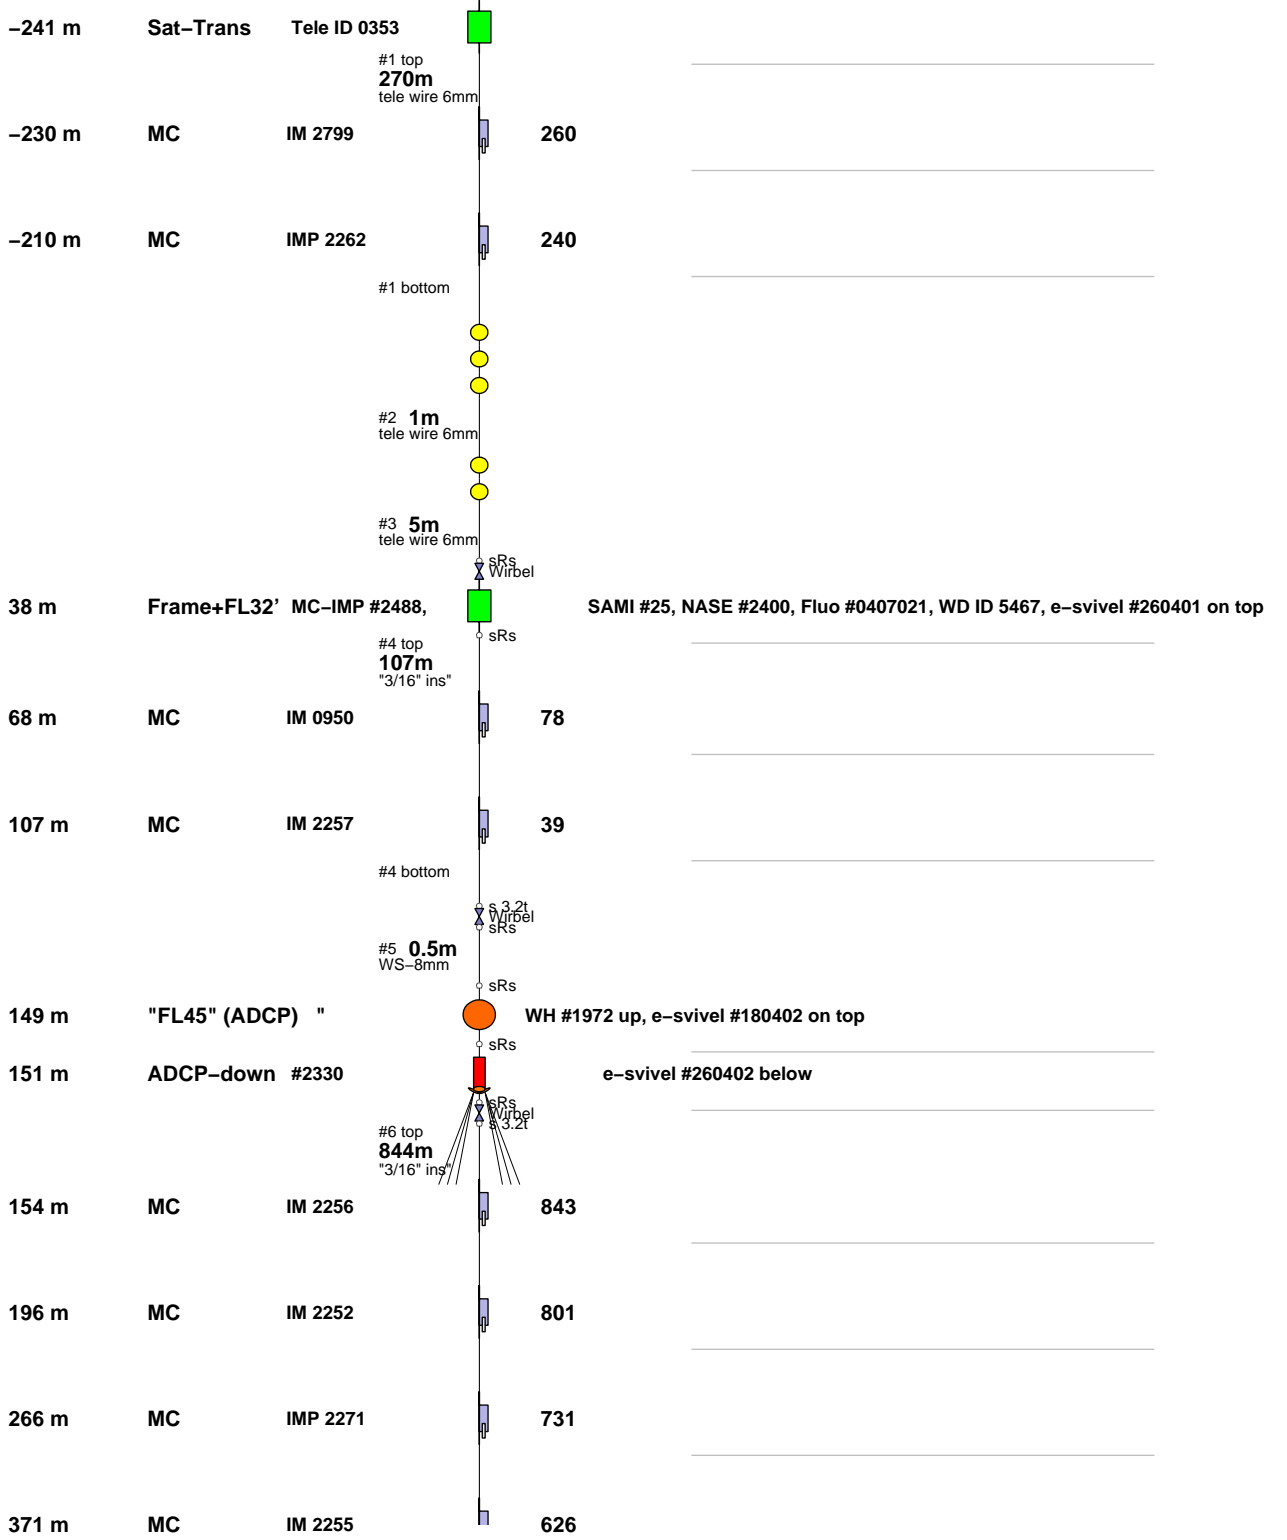 −241 m Sat−Trans Tele ID 0353
#1 top
270m
tele wire 6mm
−230 m MC IM 2799 260
−210 m MC IMP 2262 240
#1 bottom
#2 1m
tele wire 6mm
#3 5m
tele wire 6mm
sRs
Wirbel
38 m Frame+FL32’ MC−IMP #2488, SAMI #25, NASE #2400, Fluo #0407021, WD ID 5467, e−svivel #260401 on top
sRs
#4 top
107m
"3/16" ins"
68 m MC IM 0950 78
107 m MC IM 2257 39
#4 bottom
s 3.2t
Wirbel
sRs
#5 0.5m
WS−8mm
sRs
149 m "FL45" (ADCP) " WH #1972 up, e−svivel #180402 on top
sRs
151 m ADCP−down #2330 e−svivel #260402 below
sRs
Wirbel
s 3.2t
#6 top
844m
"3/16" ins"
154 m MC IM 2256 843
196 m MC IM 2252 801
266 m MC IMP 2271 731
371 m MC IM 2255 626